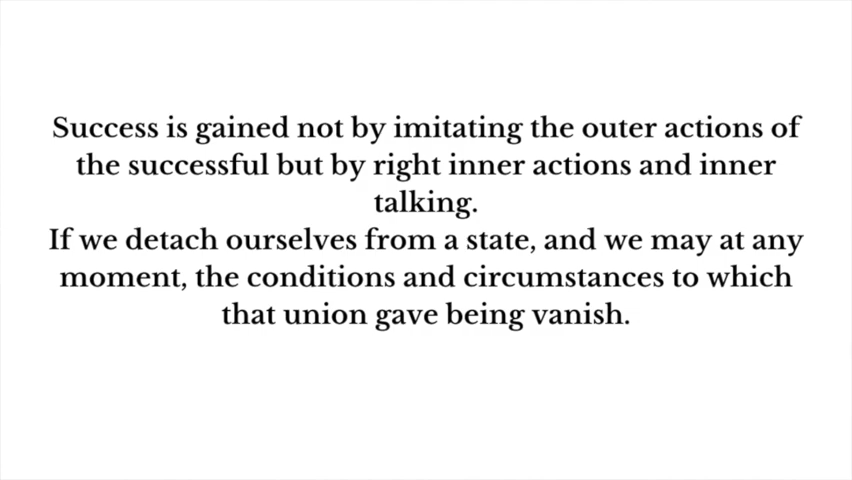 Success is gained not by imitating the outer actions of
the successful but by right inner actions and inner
talking.
If we detach ourselves from a state, and we may at any
moment, the conditions and circumstances to which
that union gave being vanish.